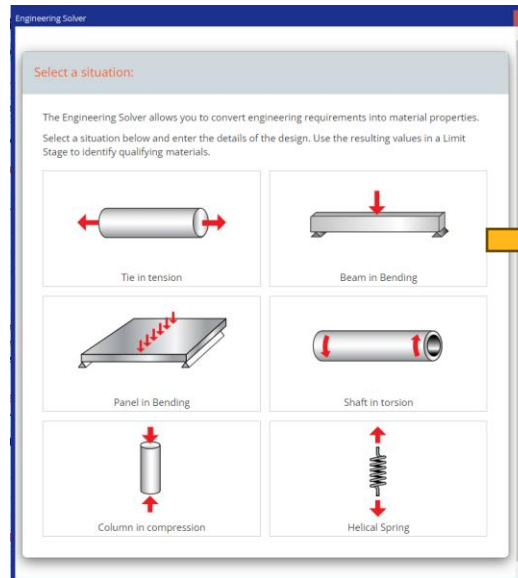 Engineering Solver
Select a situation:
The Engineering Solver allows you to convert engineering requirements into material properties.
Select a situation below and enter the details of the design. Use the resulting values in a Limit
Stage to identify qualifying materials.
Tie in tension
Beam in Bending
Panel in Bending
Shaft in torsion
Column in compression
Helical Spring